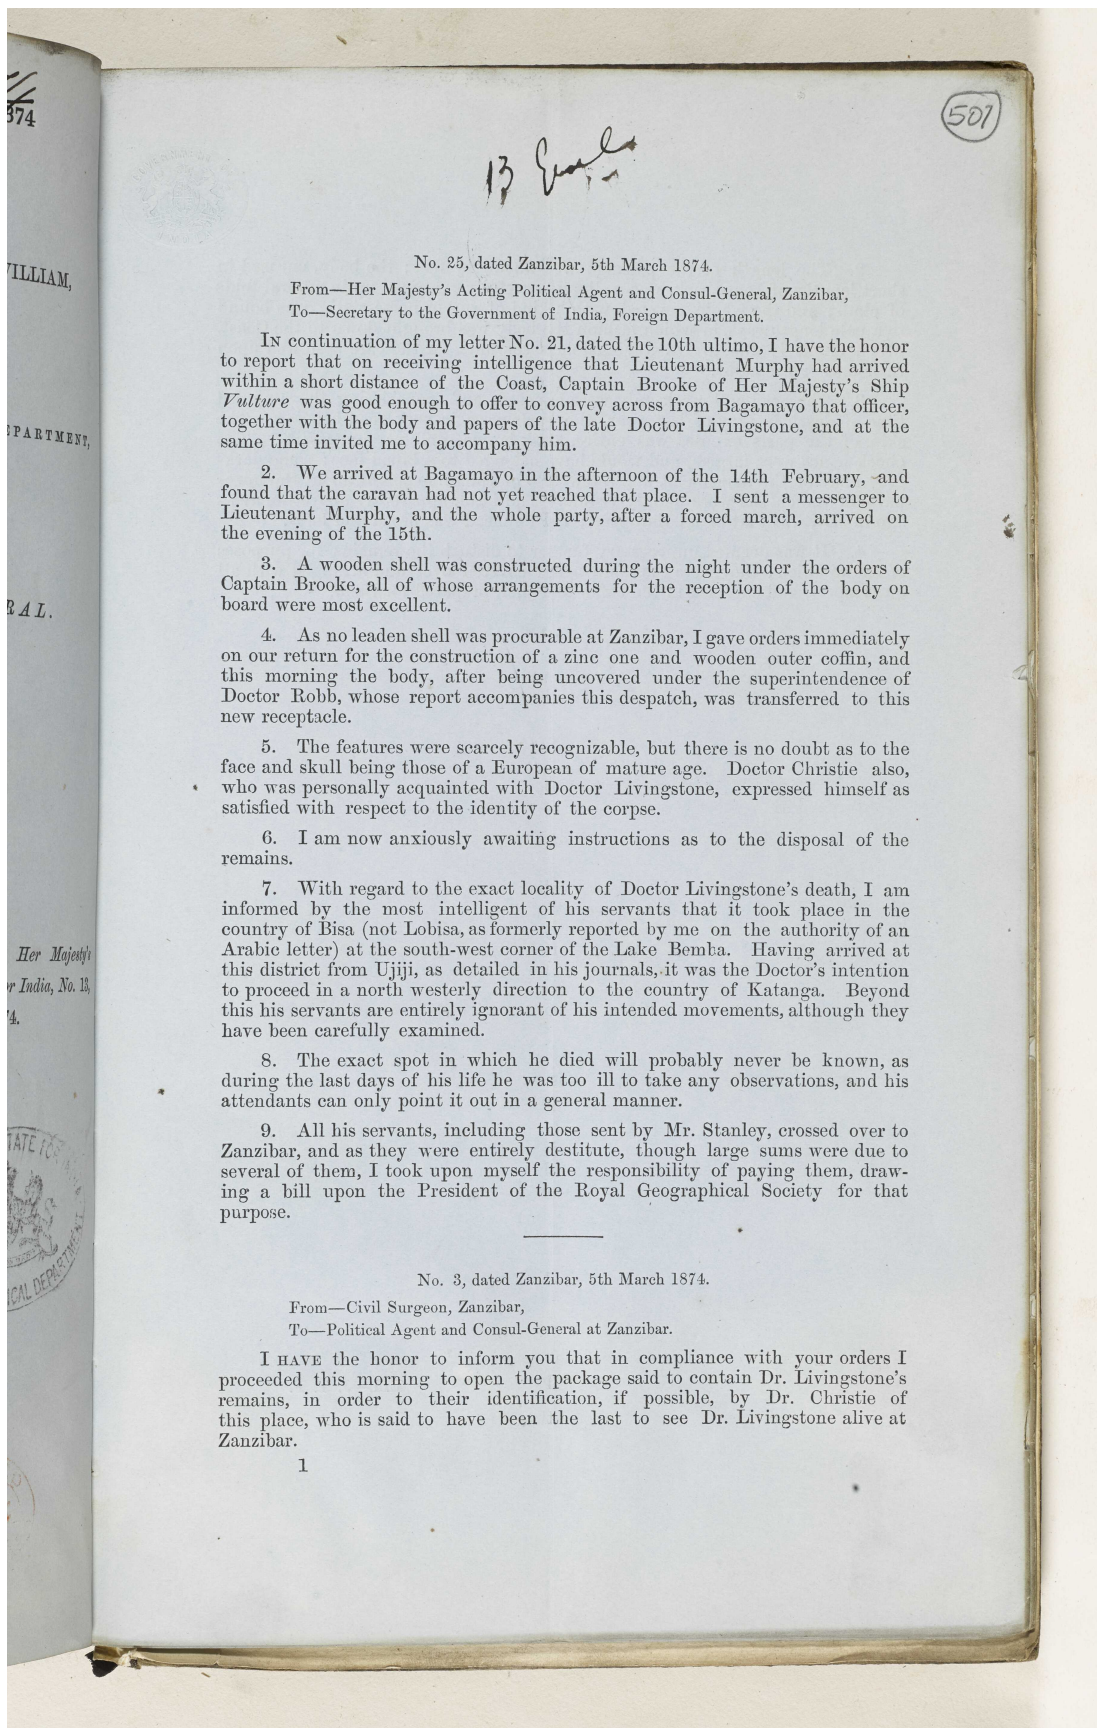 374
501
13
No. 25, dated Zanzibar, 5th March 1874.
From—Her Majesty's Acting Political Agent and Consul-General, Zanzibar,
To—Secretary to the Government of India, Foreign Department.
IN continuation of my letter No. 21, dated the 10th ultimo, I have the honor
to report that on receiving intelligence that Lieutenant Murphy had arrived
within a short distance of the Coast, Captain Brooke of Her Majesty's Ship
Vulture was good enough to offer to convey across from Bagamayo that officer,
together with the body and papers of the late Doctor Livingstone, and at the
same time invited me to accompany him.
2. We arrived at Bagamayo in the afternoon of the 14th February, and
found that the caravan had not yet reached that place. I sent a messenger to
Lieutenant Murphy, and the whole party, after a forced march, arrived on
the evening of the 15th.
3. A wooden shell was constructed during the night under the orders of
Captain Brooke, all of whose arrangements for the reception of the body on
board were most excellent.
4. As no leaden shell was procurable at Zanzibar, I gave orders immediately
on our return for the construction of a zinc one and wooden outer coffin, and
this morning the body, after being uncovered under the superintendence of
Doctor Robb, whose report accompanies this despatch, was transferred to this
new receptacle.
5. The features were scarcely recognizable, but there is no doubt as to the
face and skull being those of a European of mature age. Doctor Christie also,
who was personally acquainted with Doctor Livingstone, expressed himself as
satisfied with respect to the identity of the corpse.
6. I am now anxiously awaiting instructions as to the disposal of the
remains.
7. With regard to the exact locality of Doctor Livingstone's death, I am
informed by the most intelligent of his servants that it took place in the
country of Bisa (not Lobisa, as formerly reported by me on the authority of an
Arabic letter) at the south-west corner of the Lake Bemba. Having arrived at
this district from Ujiji, as detailed in his journals, it was the Doctor's intention
to proceed in a north westerly direction to the country of Katanga. Beyond
this his servants are entirely ignorant of his intended movements, although they
have been carefully examined.
8. The exact spot in which he died will probably never be known, as
during the last days of his life he was too ill to take any observations, and his
attendants can only point it out in a general manner.
9. All his servants, including those sent by Mr. Stanley, crossed over to
Zanzibar, and as they were entirely destitute, though large sums were due to
several of them, I took upon myself the responsibility of paying them, draw-
ing a bill upon the President of the Royal Geographical Society for that
purpose.
No. 3, dated Zanzibar, 5th March 1874.
From—Civil Surgeon, Zanzibar,
To—Political Agent and Consul-General at Zanzibar.
I HAVE the honor to inform you that in compliance with your orders I
proceeded this morning to open the package said to contain Dr. Livingstone's
remains, in order to their identification, if possible, by Dr. Christie of
this place, who is said to have been the last to see Dr. Livingstone alive at
Zanzibar.
1
ILLIAM,
EPARTMENT,
RAL.
Her Majesty's
r India, No. 13,
4.